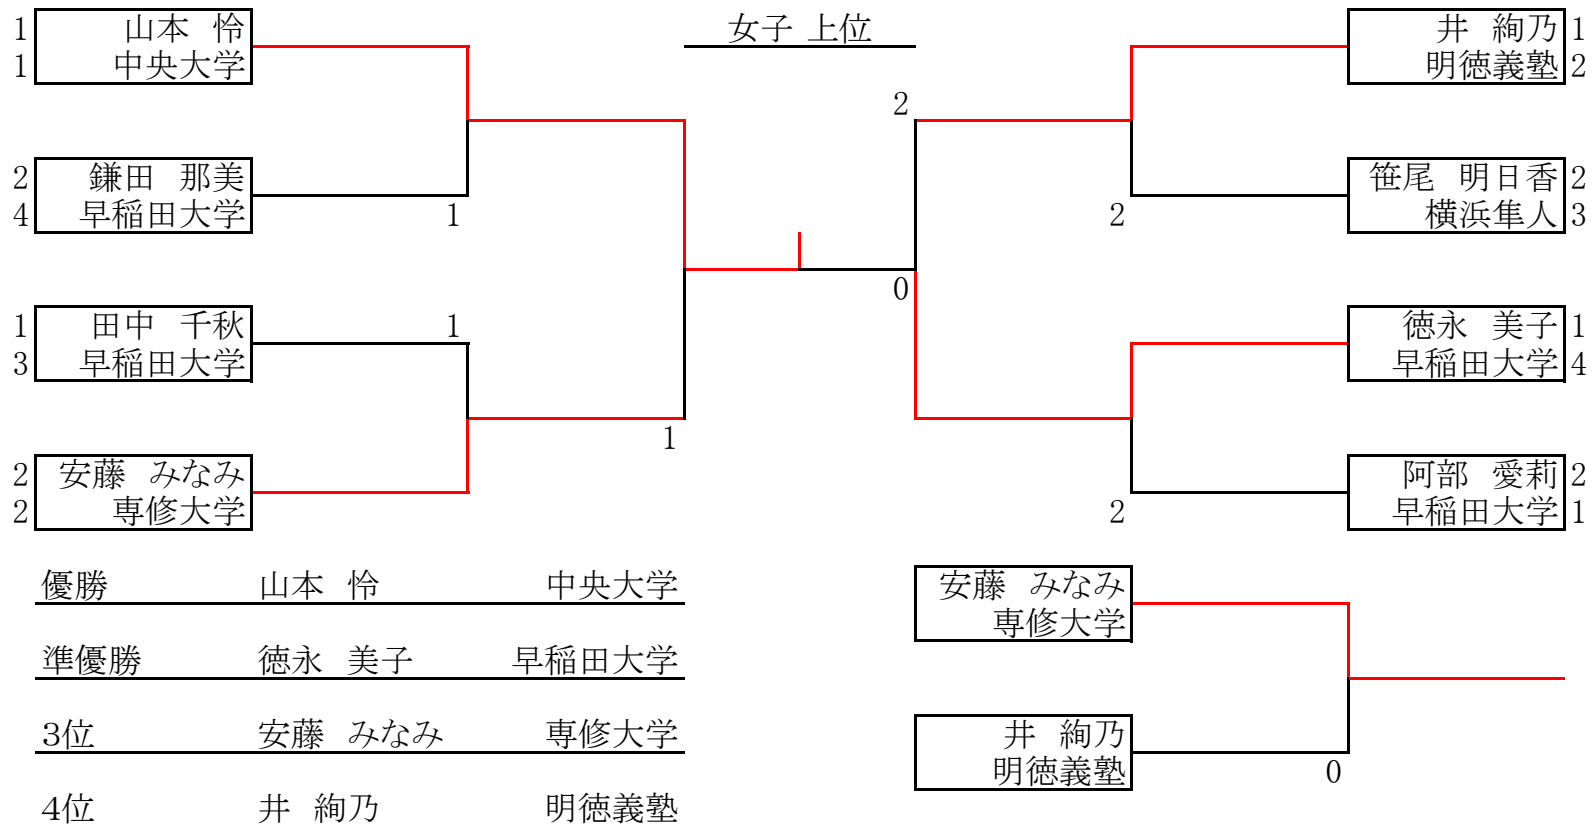 女子 上位
1 山本 怜
1 中央大学
2 鎌田 那美
4 早稲田大学
1
1 田中 千秋
3 早稲田大学
1
2 安藤 みなみ
2 専修大学
1
2
0
井 絢乃 1
明徳義塾 2
笹尾 明日香 2
横浜隼人 3
2
徳永 美子 1
早稲田大学 4
阿部 愛莉 2
早稲田大学 1
2
優勝 山本 怜 中央大学
準優勝 徳永 美子 早稲田大学
3位 安藤 みなみ 専修大学
4位 井 絢乃 明徳義塾
安藤 みなみ
専修大学
井 絢乃
明徳義塾
0